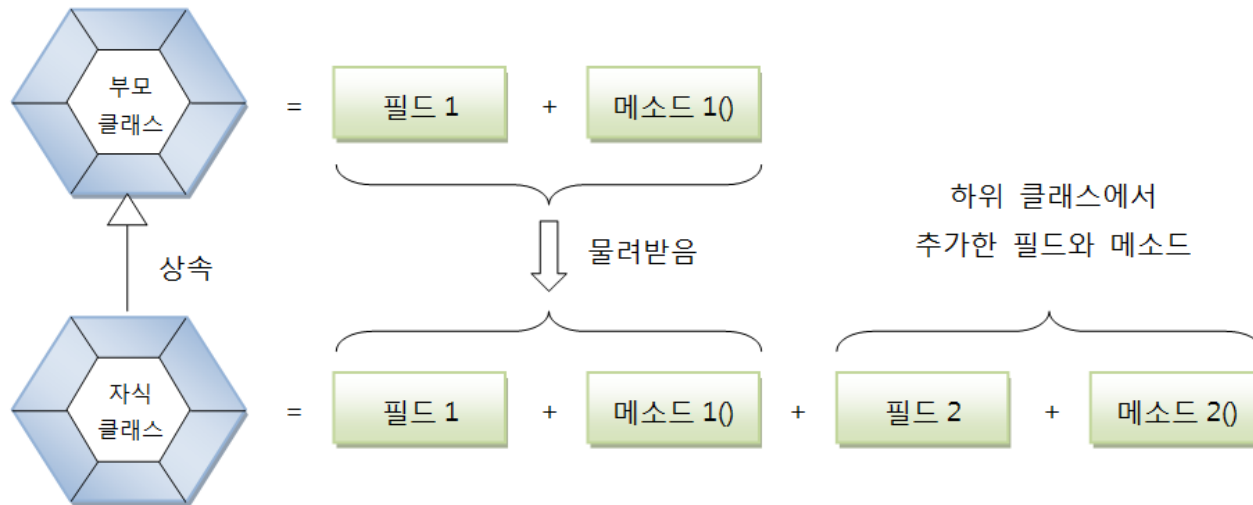 부모
클래스
=
필드 1
+
메소드 1()
하위 클래스에서
추가한 필드와 메소드
상속
물려받음
자식
클래스
=
필드 1
+
메소드 1()
+
필드 2
+
메소드 2()